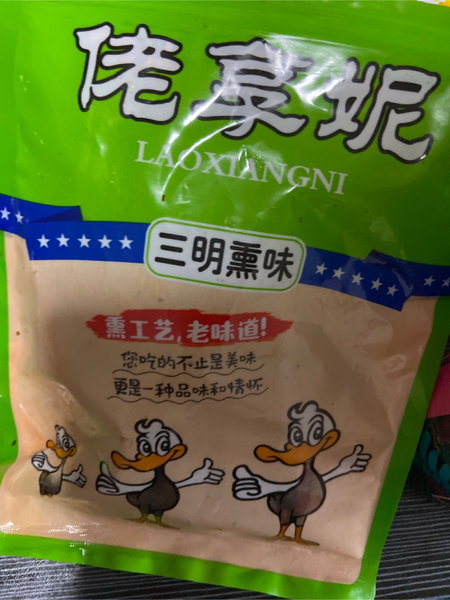 佬享妮
LAOXIANGNI
三明熏味
熏工艺,老味道!
您吃的不止是美味
更是一种品味和情怀